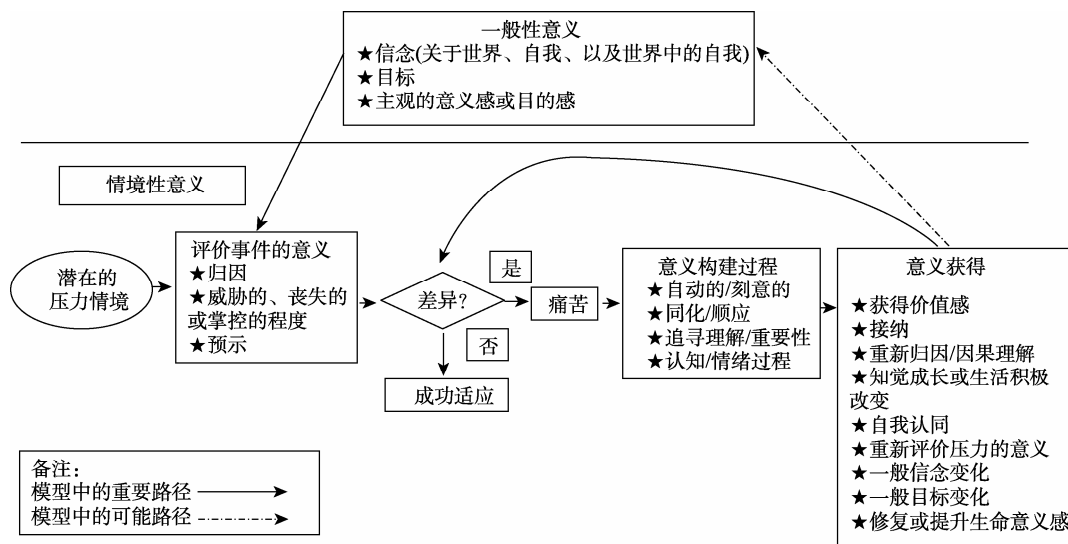 一般性意义
★信念(关于世界、自我、以及世界中的自我)
★目标
★主观的意义感或目的感
情境性意义
潜在的
压力情境
评价事件的意义
★归因
★威胁的、丧失的
或掌控的程度
★预示
差异?
是
否
痛苦
成功适应
意义构建过程
★自动的/刻意的
★同化/顺应
★追寻理解/重要性
★认知/情绪过程
意义获得
★获得价值感
★接纳
★重新归因/因果理解
★知觉成长或生活积极
改变
★自我认同
★重新评价压力的意义
★一般信念变化
★一般目标变化
★修复或提升生命意义感
备注：
模型中的重要路径
模型中的可能路径